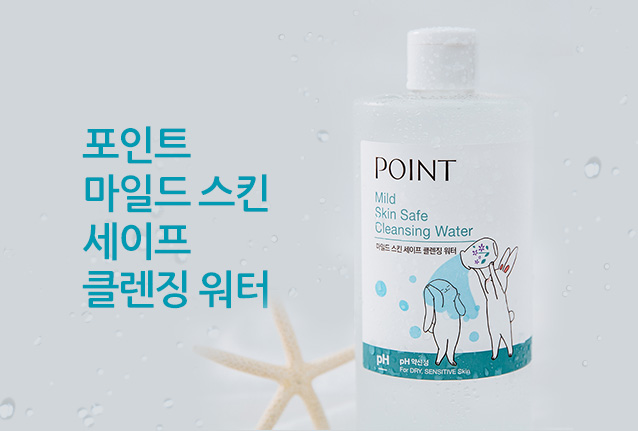 포인트
마일드 스킨
세이프
클렌징 워터
POINT
Mild
Skin Safe
Cleansing Water
마일드 스킨 세이프 클렌징 워터
pH
pH 약산성
For DRY, SENSITIVE Skin